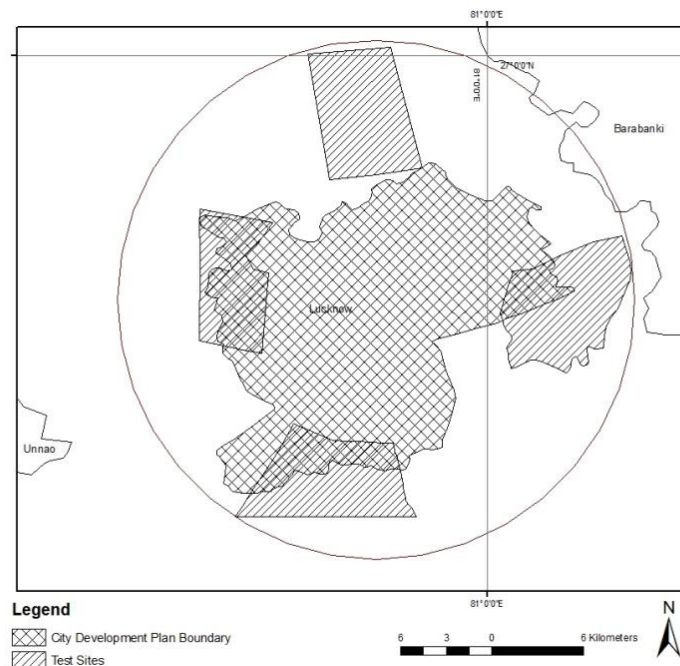 81°0'0"E
27°0'0"N
81°0'0"E
Barabanki
Lucknow
Unnao
81°0'0"E
Legend
City Development Plan Boundary
Test Sites
6 3 0 6 Kilometers
N